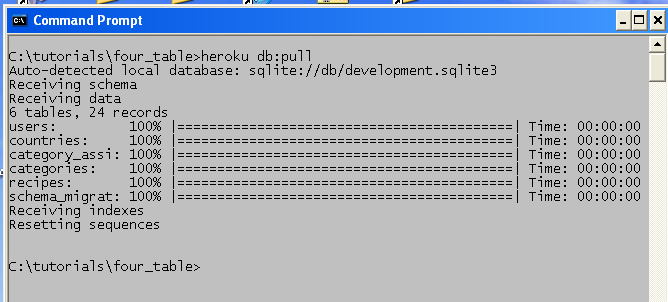 Command Prompt
C:\tutorials\four_table>heroku db:pull
Auto-detected local database: sqlite://db/development.sqlite3
Receiving schema
Receiving data
6 tables, 24 records
users:         100% |==========================================| Time: 00:00:00
countries:     100% |==========================================| Time: 00:00:00
category_assi: 100% |==========================================| Time: 00:00:00
categories:    100% |==========================================| Time: 00:00:00
recipes:       100% |==========================================| Time: 00:00:00
schema_migrat: 100% |==========================================| Time: 00:00:00
Receiving indexes
Resetting sequences
C:\tutorials\four_table>